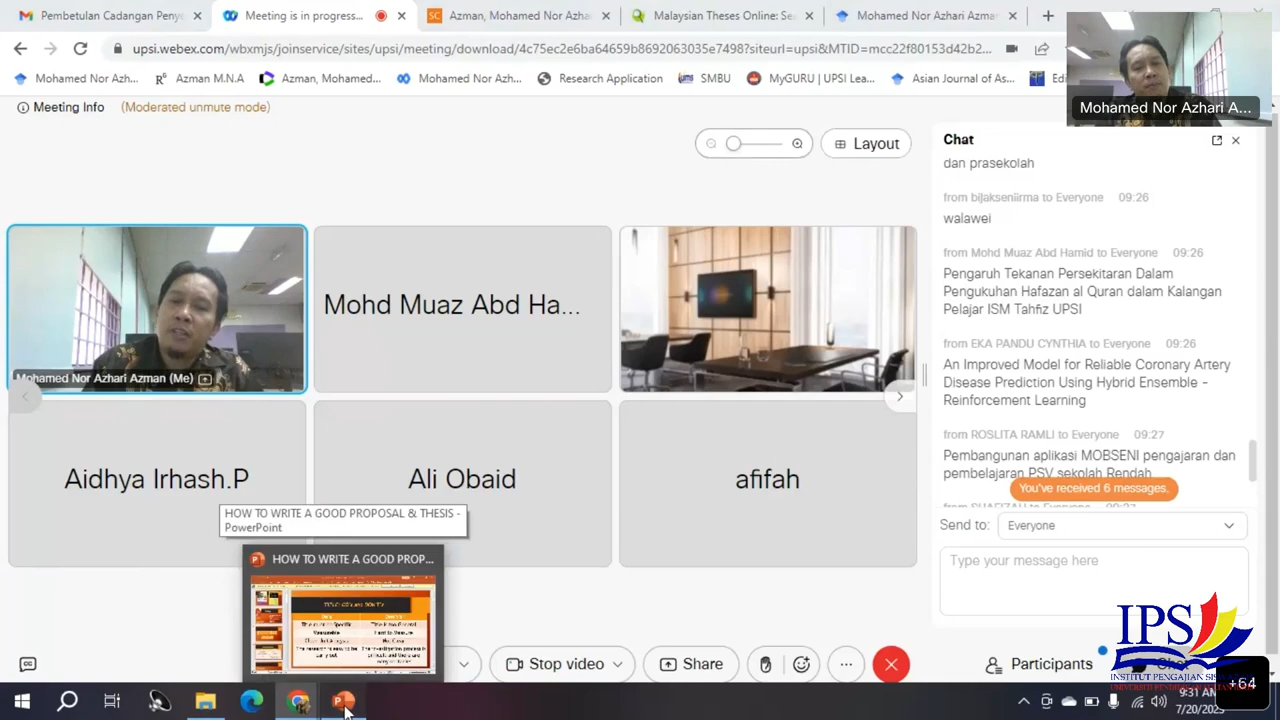 Pembetulan Cadangan Penye
Meeting is in progress...
Azman, Mohamed Nor Azha
Malaysian Theses Online: Se
Mohamed Nor Azhari Azman
upsi.webex.com/wbxmjs/joinservice/sites/upsi/meeting/download/4c75ec2e6ba64659b8692063035e7498?siteurl=upsi&MTID=mcc22f80153d42b2...
Mohamed Nor Azh...
Azman M.N.A
Azman, Mohamed...
Mohamed Nor Azh...
Research Application
SMBU
MyGURU | UPSI Lea...
Asian Journal of As...
Edi
Mohamed Nor Azhari A...
Meeting Info
(Moderated unmute mode)
Layout
Chat
dan prasekolah
from bijakseniirma to Everyone 09:26
walawei
from Mohd Muaz Abd Hamid to Everyone 09:26
Pengaruh Tekanan Persekitaran Dalam
Pengukuhan Hafazan al Quran dalam Kalangan
Pelajar ISM Tahfiz UPSI
from EKA PANDU CYNTHIA to Everyone 09:26
An Improved Model for Reliable Coronary Artery
Disease Prediction Using Hybrid Ensemble -
Reinforcement Learning
from ROSLITA RAMLI to Everyone 09:27
Pembangunan aplikasi MOBSENI pengajaran dan
pembelajaran PSV sekolah Rendah
You've received 6 messages.
Send to: Everyone
Type your message here
Mohamed Nor Azhari Azman (Me)
Mohd Muaz Abd Ha...
Aidhya Irhash.P
Ali Obaid
afifah
HOW TO WRITE A GOOD PROPOSAL & THESIS -
PowerPoint
HOW TO WRITE A GOOD PROP...
Stop video
Share
Participants
IPS
INSTITUT PENGAJIAN
+64
9:31 AM
7/20/20